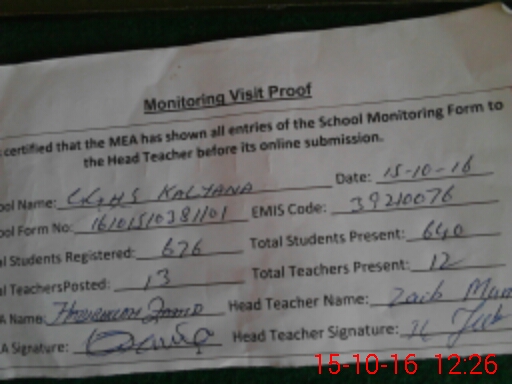 Monitoring Visit Proof
certified that the MEA has shown all entries of the School Monitoring Form to
the Head Teacher before its online submission.
ool Name: GGHS KALYANA Date: 15-10-16
ool Form No: 16101510381101 EMIS Code: 39210076
al Students Registered: 676 Total Students Present: 640
al TeachersPosted: 13 Total Teachers Present: 12
A Name: Head Teacher Name: Zaib
A Signature: Head Teacher Signature:
15-10-16 12:26